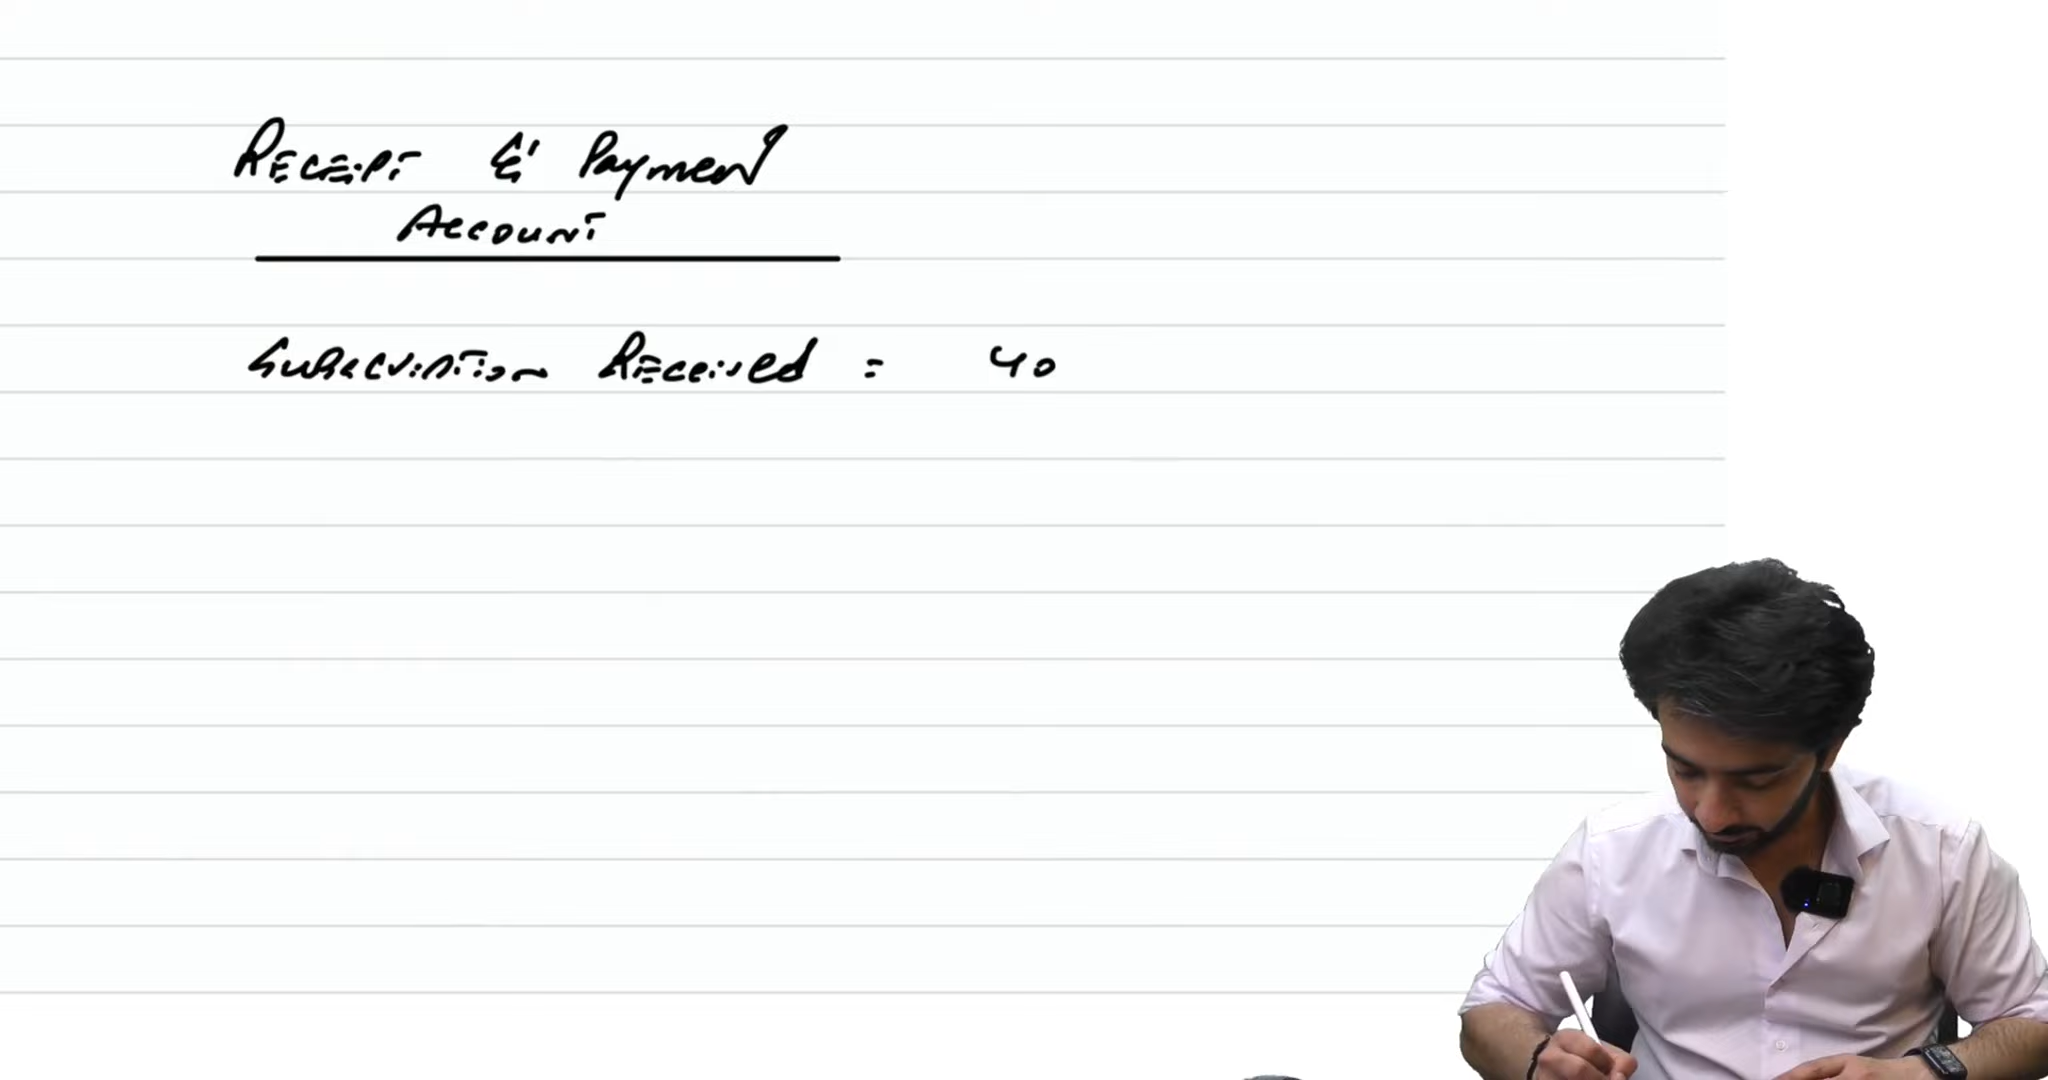 Receipt & Payment
Account
Subscription Received = 40